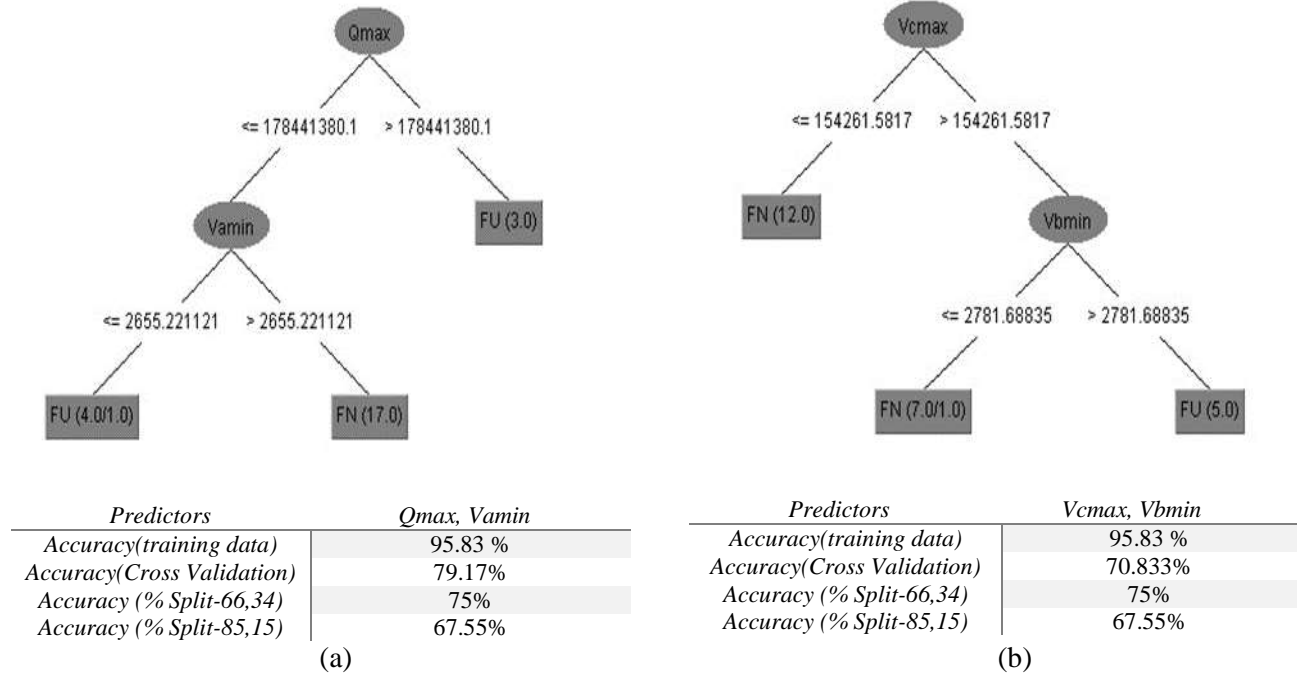 Qmax
<= 178441380.1 > 178441380.1
Vamin
FU (3.0)
<= 2655.221121 > 2655.221121
FU (4.0/1.0)
FN (17.0)
Predictors Qmax, Vamin
Accuracy(training data) 95.83 %
Accuracy(Cross Validation) 79.17%
Accuracy (% Split-66,34) 75%
Accuracy (% Split-85,15) 67.55%
(a)
Vcmax
<= 154261.5817 > 154261.5817
FN (12.0)
Vbmin
<= 2781.68835 > 2781.68835
FN (7.0/1.0)
FU (5.0)
Predictors Vcmax, Vbmin
Accuracy(training data) 95.83 %
Accuracy(Cross Validation) 70.833%
Accuracy (% Split-66,34) 75%
Accuracy (% Split-85,15) 67.55%
(b)